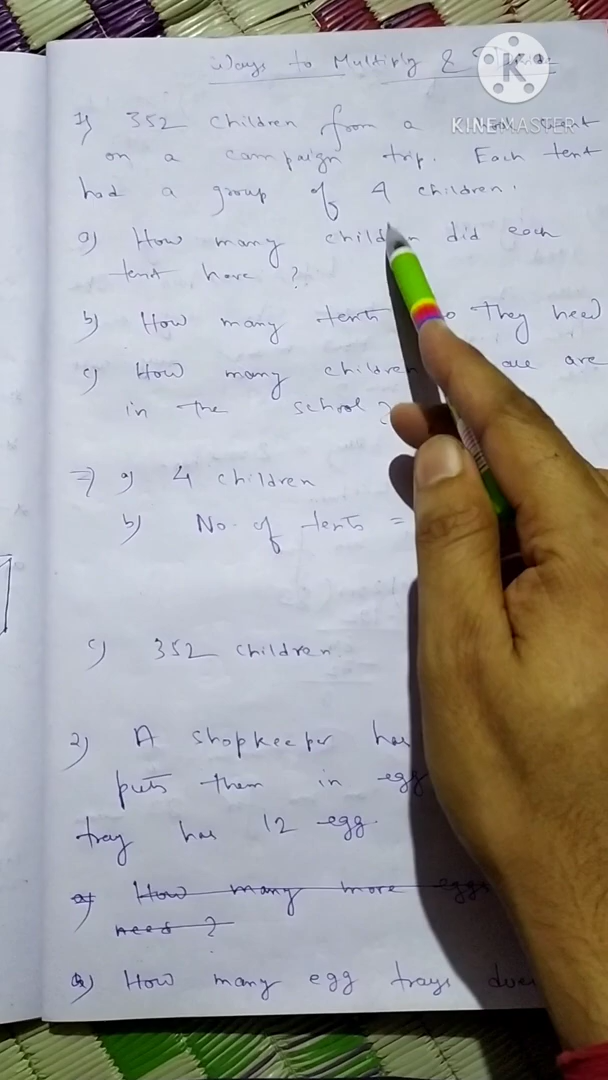 Ways to Multiply &
KINEMASTER
1) 352 children from a
on a campaign trip. Each tent
had a group of 4 children.
a) How many children did each
tent have ?
b) How many tents they need
c) How many children are
in the school ?
=> a) 4 children
b) No. of tents =
c) 352 children
2) A shopkeeper has
puts them in egg
tray has 12 egg.
a) How many more eggs
need ?
a) How many egg trays does